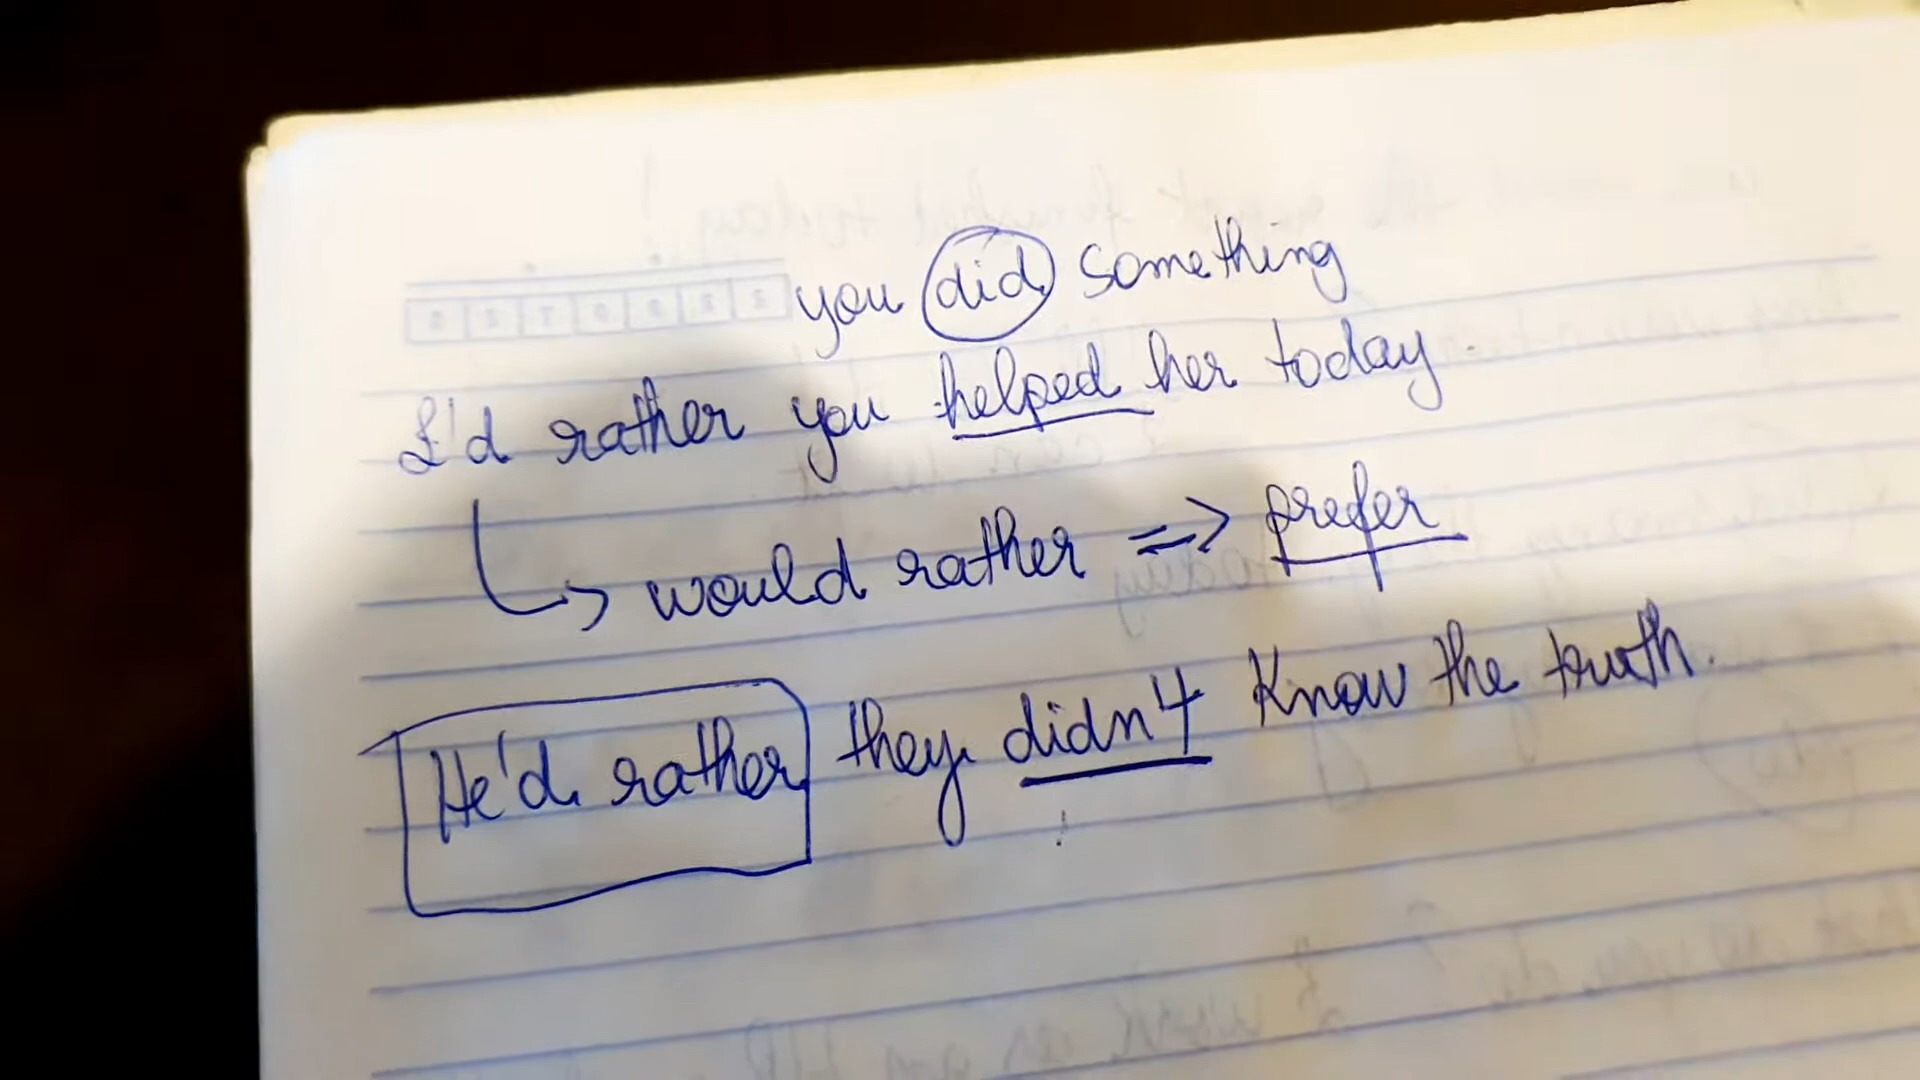 you did something
I'd rather you helped her today.
would rather => prefer
He'd rather they didn't know the truth.